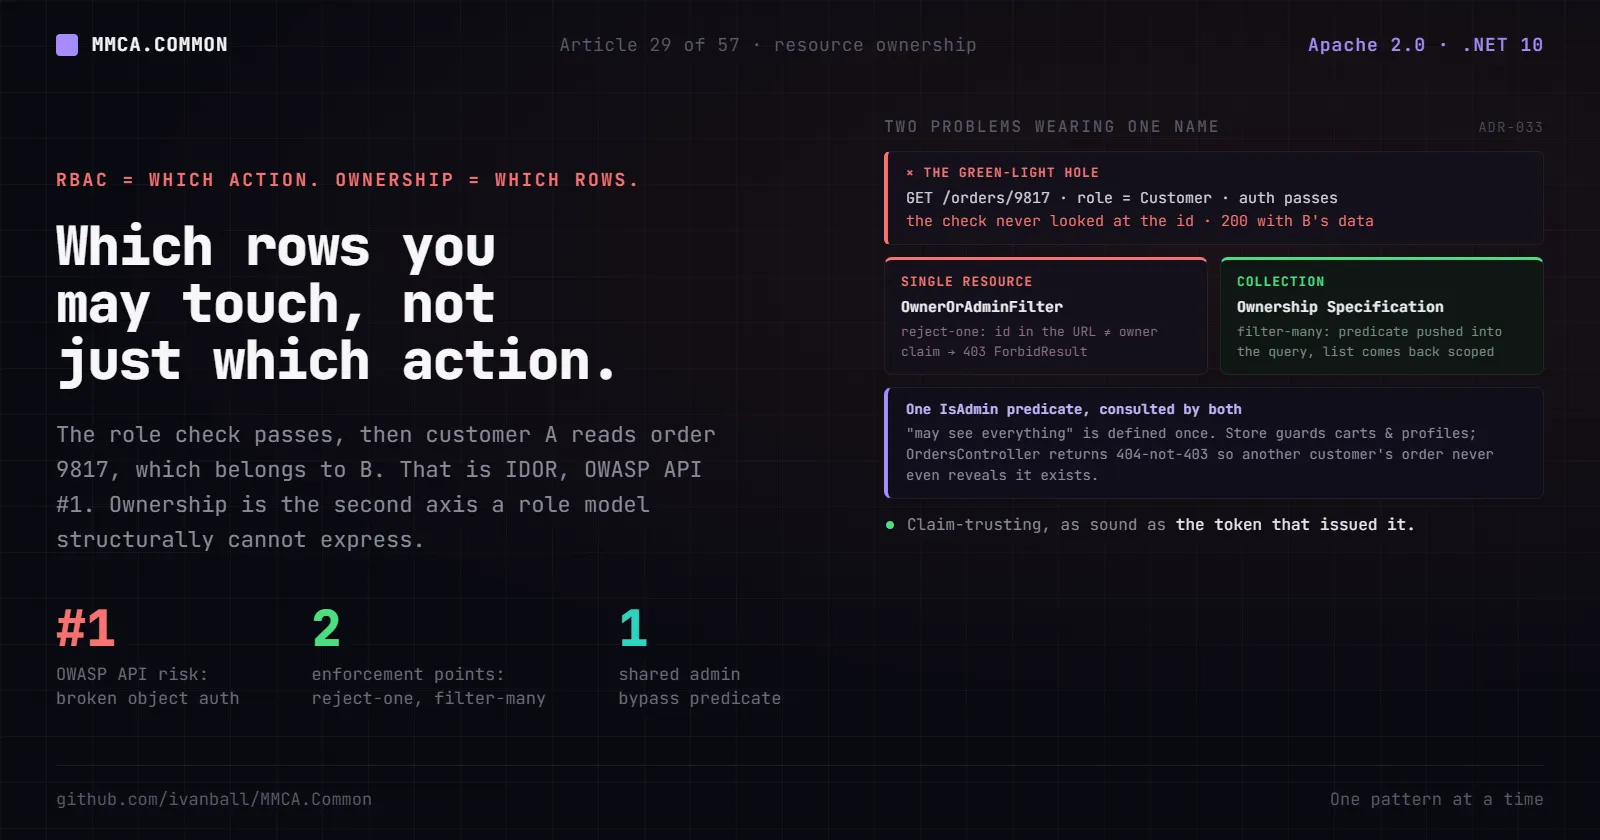 MMCA.COMMON
Article 29 of 57 · resource ownership
Apache 2.0 · .NET 10
RBAC = WHICH ACTION. OWNERSHIP = WHICH ROWS.
Which rows you
may touch, not
just which action.
The role check passes, then customer A reads order
9817, which belongs to B. That is IDOR, OWASP API
#1. Ownership is the second axis a role model
structurally cannot express.
#1
OWASP API risk:
broken object auth
2
enforcement points:
reject-one, filter-many
1
shared admin
bypass predicate
TWO PROBLEMS WEARING ONE NAME
ADR-033
× THE GREEN-LIGHT HOLE
GET /orders/9817 · role = Customer · auth passes
the check never looked at the id · 200 with B's data
SINGLE RESOURCE
OwnerOrAdminFilter
reject-one: id in the URL ≠ owner
claim → 403 ForbidResult
COLLECTION
Ownership Specification
filter-many: predicate pushed into
the query, list comes back scoped
One IsAdmin predicate, consulted by both
"may see everything" is defined once. Store guards carts & profiles;
OrdersController returns 404-not-403 so another customer's order never
even reveals it exists.
Claim-trusting, as sound as the token that issued it.
github.com/ivanball/MMCA.Common
One pattern at a time